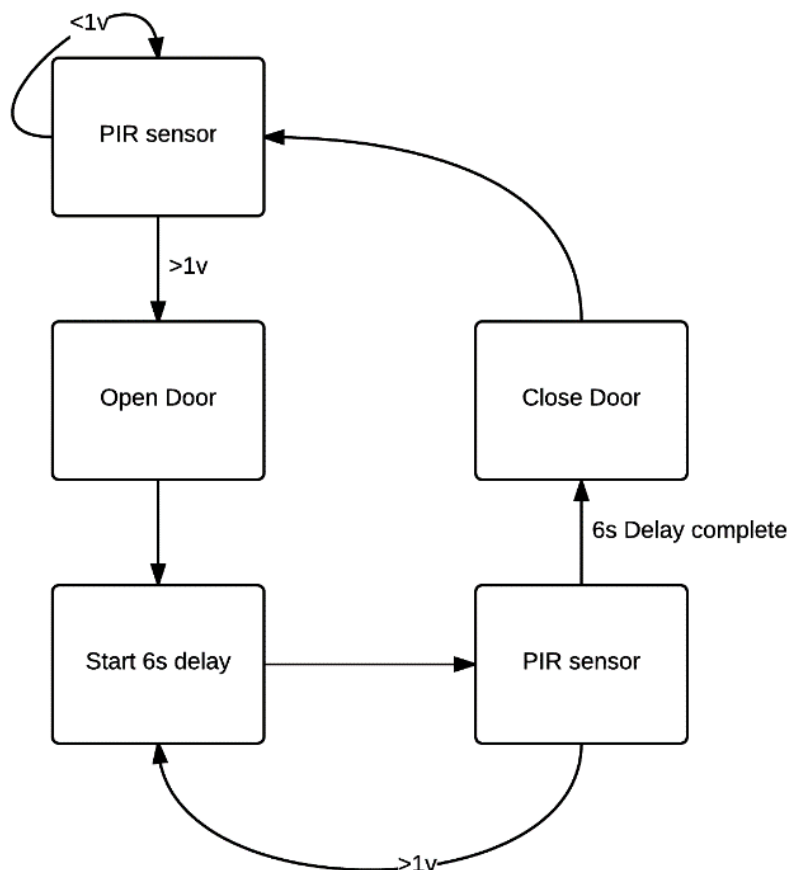 <1v
PIR sensor
>1v
Open Door
Close Door
6s Delay complete
Start 6s delay
PIR sensor
>1v